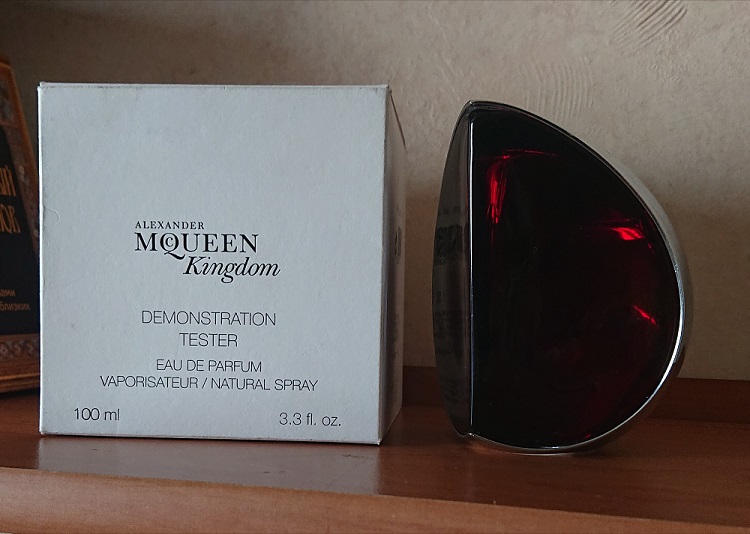 ALEXANDER
McQUEEN
Kingdom
DEMONSTRATION
TESTER
EAU DE PARFUM
VAPORISATEUR / NATURAL SPRAY
100 ml
3.3 fl. oz.